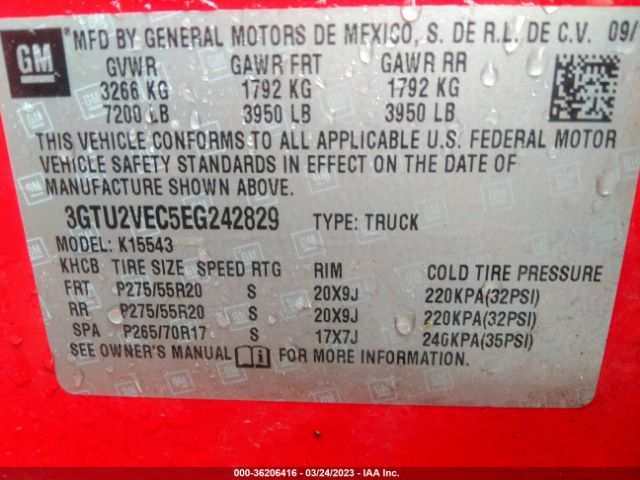 GM MFD BY GENERAL MOTORS DE MEXICO, S. DE R.L. DE C.V. 09/
GVWR GAWR FRT GAWR RR
3266 KG 1792 KG 1792 KG
7200 LB 3950 LB 3950 LB
THIS VEHICLE CONFORMS TO ALL APPLICABLE U.S. FEDERAL MOTOR
VEHICLE SAFETY STANDARDS IN EFFECT ON THE DATE OF
MANUFACTURE SHOWN ABOVE.
3GTU2VEC5EG242829 TYPE: TRUCK
MODEL: K15543
KHCB TIRE SIZE SPEED RTG RIM COLD TIRE PRESSURE
FRT P275/55R20 S 20X9J 220KPA(32PSI)
RR P275/55R20 S 20X9J 220KPA(32PSI)
SPA P265/70R17 S 17X7J 240KPA(35PSI)
SEE OWNER'S MANUAL FOR MORE INFORMATION.
000-36206416 - 03/24/2023 - IAA Inc.